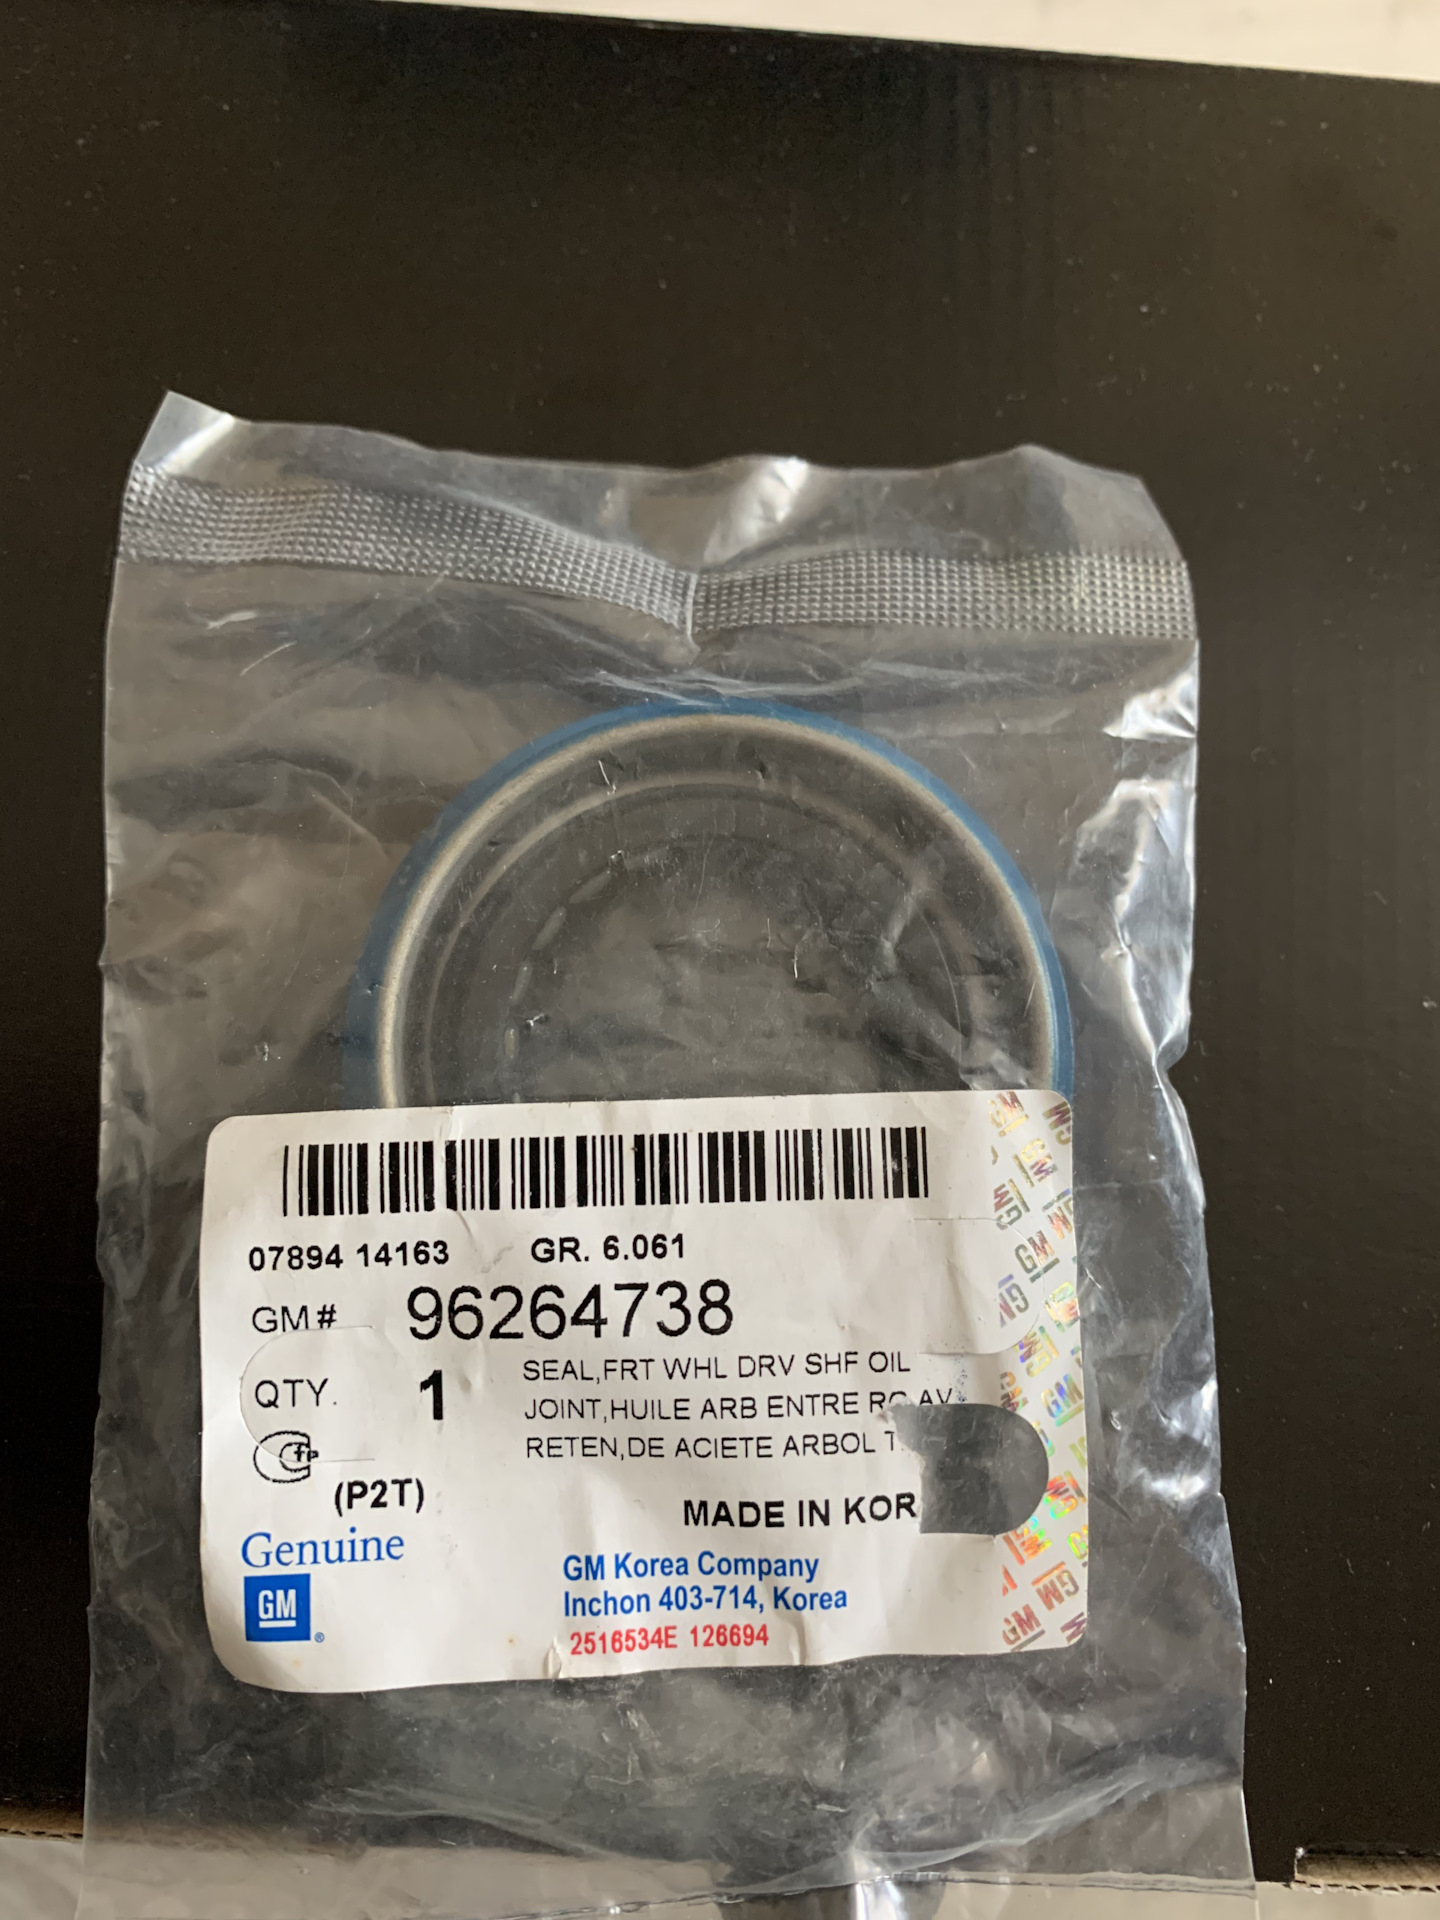 07894 14163 GR. 6.061
GM# 96264738
QTY. 1 SEAL,FRT WHL DRV SHF OIL
JOINT,HUILE ARB ENTRE AV
RETEN,DE ACIETE ARBOL
(P2T)
MADE IN KOR
Genuine
GM
GM Korea Company
Inchon 403-714, Korea
2516534E 126694